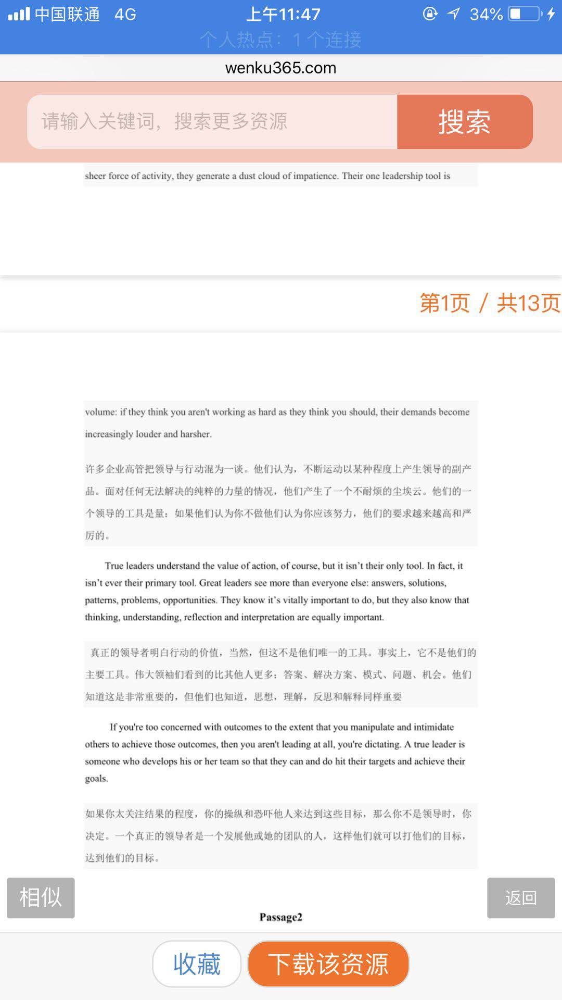 中国联通 4G 上午11:47 34%
个人热点：1 个连接
wenku365.com
请输入关键词，搜索更多资源 搜索
sheer force of activity, they generate a dust cloud of impatience. Their one leadership tool is
第1页 / 共13页
volume: if they think you aren't working as hard as they think you should, their demands become
increasingly louder and harsher.
许多企业高管把领导与行动混为一谈。他们认为，不断运动以某种程度上产生领导的副产
品。面对任何无法解决的纯粹的力量的情况，他们产生了一个不耐烦的尘埃云。他们的一
个领导的工具是量：如果他们认为你不做他们认为你应该努力，他们的要求越来越高和严
厉的。
True leaders understand the value of action, of course, but it isn’t their only tool. In fact, it
isn’t ever their primary tool. Great leaders see more than everyone else: answers, solutions,
patterns, problems, opportunities. They know it’s vitally important to do, but they also know that
thinking, understanding, reflection and interpretation are equally important.
真正的领导者明白行动的价值，当然，但这不是他们唯一的工具。事实上，它不是他们的
主要工具。伟大领袖们看到的比其他人更多：答案、解决方案、模式、问题、机会。他们
知道这是非常重要的，但他们也知道，思想，理解，反思和解释同样重要
If you're too concerned with outcomes to the extent that you manipulate and intimidate
others to achieve those outcomes, then you aren't leading at all, you're dictating. A true leader is
someone who develops his or her team so that they can and do hit their targets and achieve their
goals.
如果你太关注结果的程度，你的操纵和恐吓他人来达到这些目标，那么你不是领导时，你
决定。一个真正的领导者是一个发展他或她的团队的人，这样他们就可以打他们的目标，
达到他们的目标。
相似 返回
Passage2
收藏 下载该资源